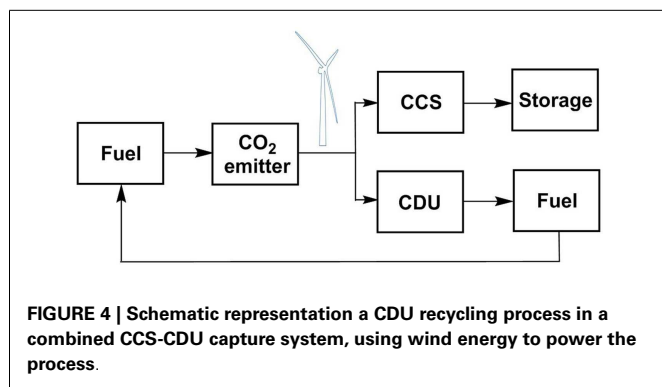 CCS
Storage
Fuel
CO₂
emitter
CDU
Fuel
FIGURE 4 | Schematic representation a CDU recycling process in a
combined CCS-CDU capture system, using wind energy to power the
process.